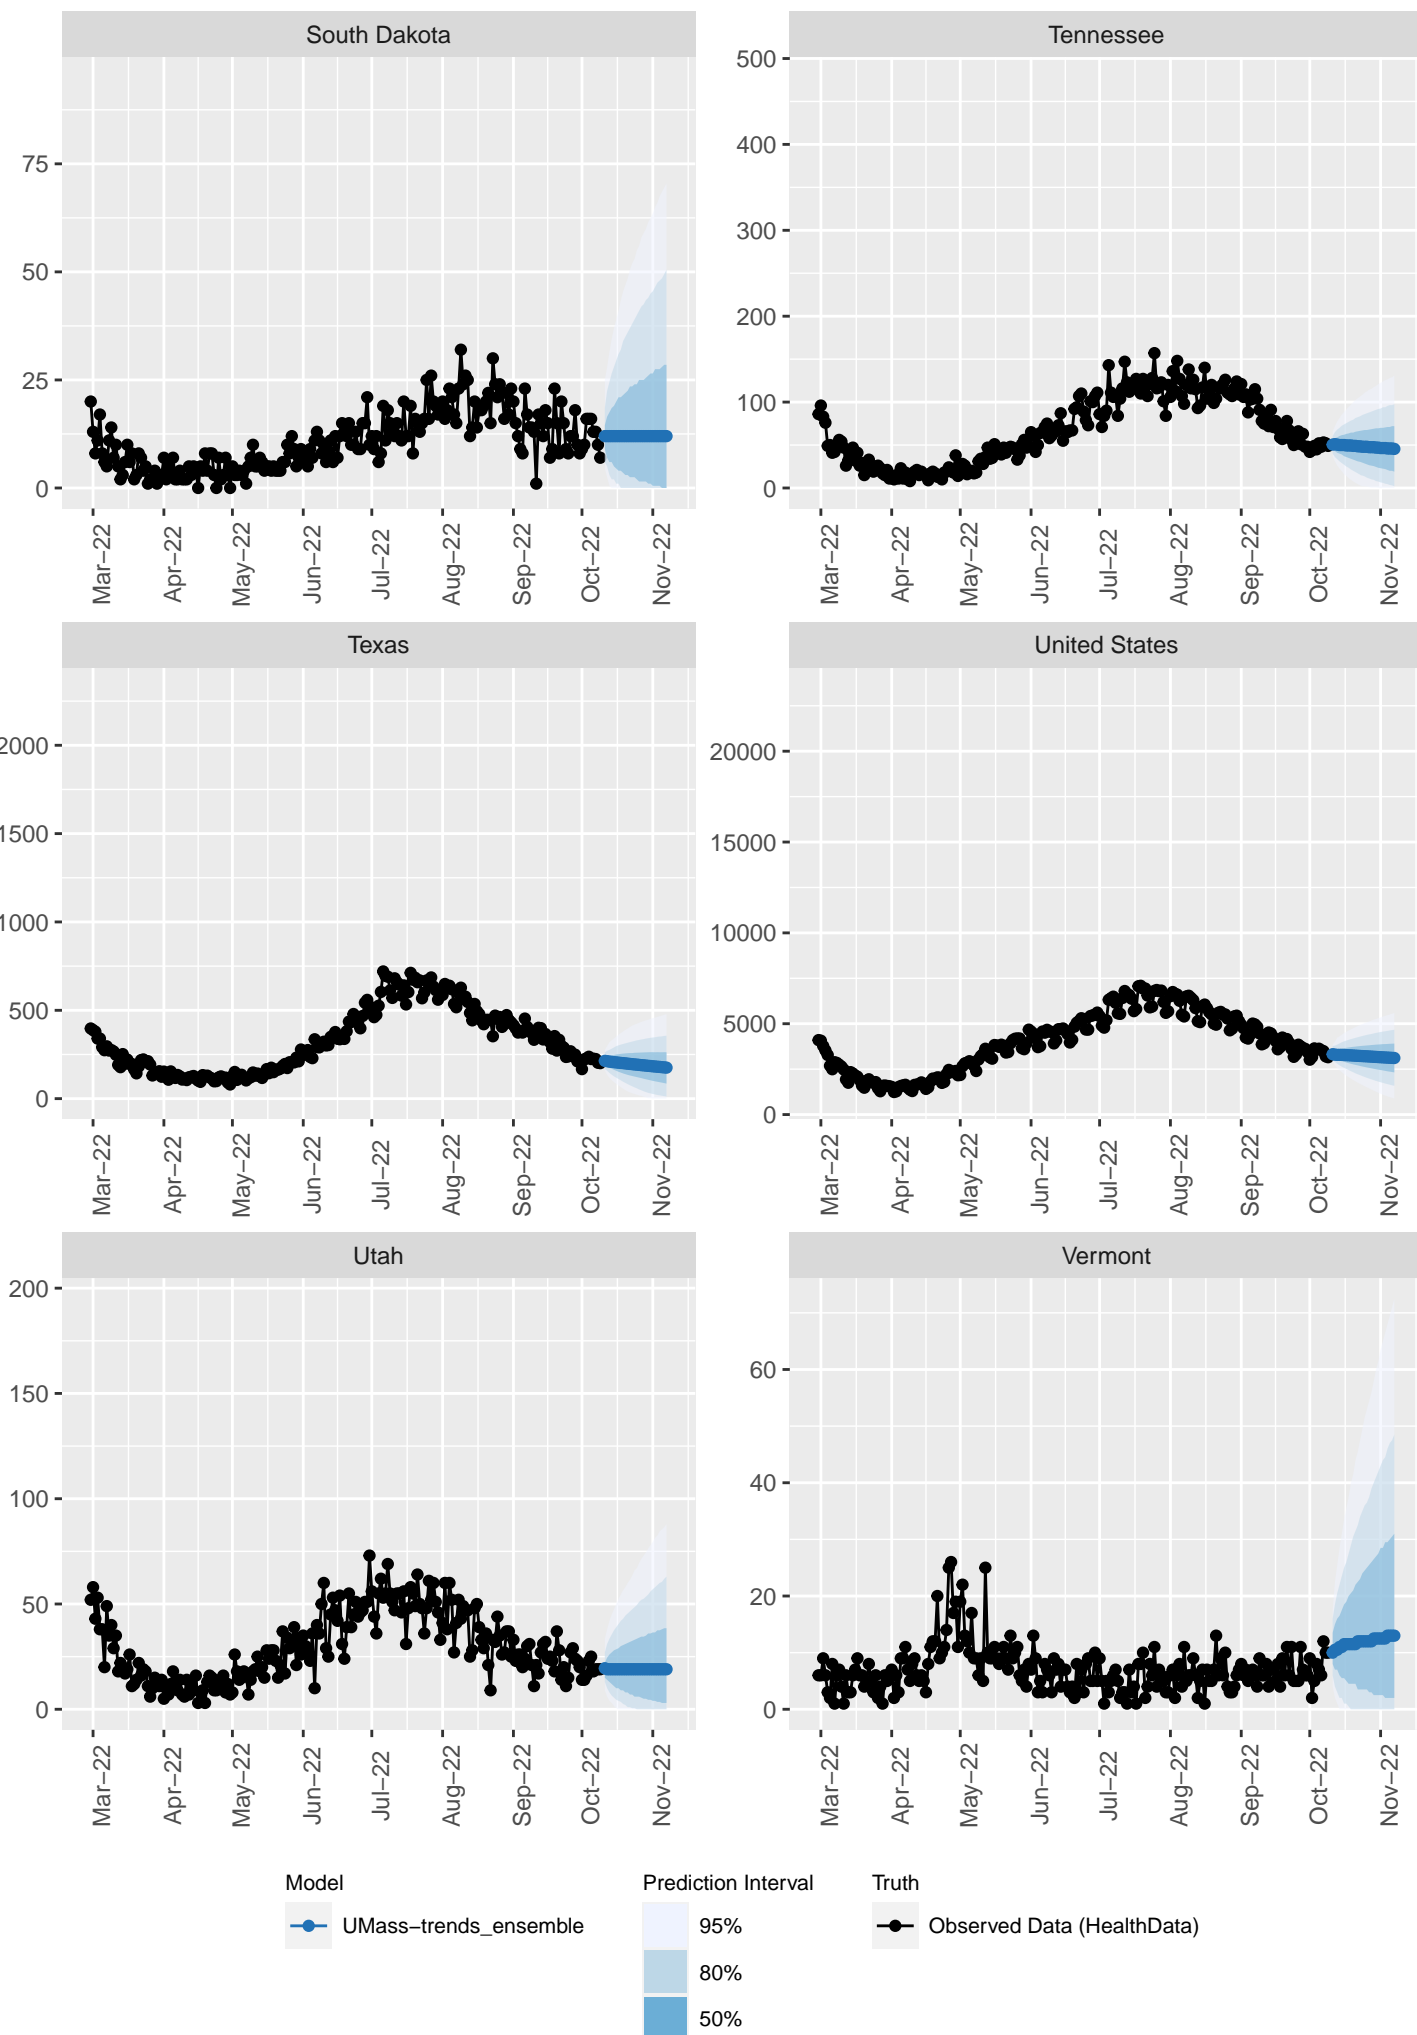 South Dakota
Tennessee
75
50
25
0
500
400
300
200
100
0
Mar−22
Apr−22
May−22
Jun−22
Jul−22
Aug−22
Sep−22
Oct−22
Nov−22
Mar−22
Apr−22
May−22
Jun−22
Jul−22
Aug−22
Sep−22
Oct−22
Nov−22
Texas
United States
2000
1500
1000
500
0
20000
15000
10000
5000
0
Mar−22
Apr−22
May−22
Jun−22
Jul−22
Aug−22
Sep−22
Oct−22
Nov−22
Mar−22
Apr−22
May−22
Jun−22
Jul−22
Aug−22
Sep−22
Oct−22
Nov−22
Utah
Vermont
200
150
100
50
0
60
40
20
0
Mar−22
Apr−22
May−22
Jun−22
Jul−22
Aug−22
Sep−22
Oct−22
Nov−22
Mar−22
Apr−22
May−22
Jun−22
Jul−22
Aug−22
Sep−22
Oct−22
Nov−22
Model
UMass−trends_ensemble
Prediction Interval
95%
80%
50%
Truth
Observed Data (HealthData)